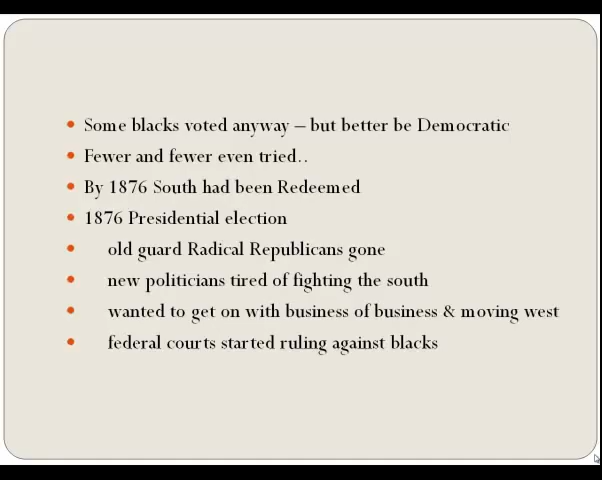 • Some blacks voted anyway – but better be Democratic
• Fewer and fewer even tried..
• By 1876 South had been Redeemed
• 1876 Presidential election
• old guard Radical Republicans gone
• new politicians tired of fighting the south
• wanted to get on with business of business & moving west
• federal courts started ruling against blacks